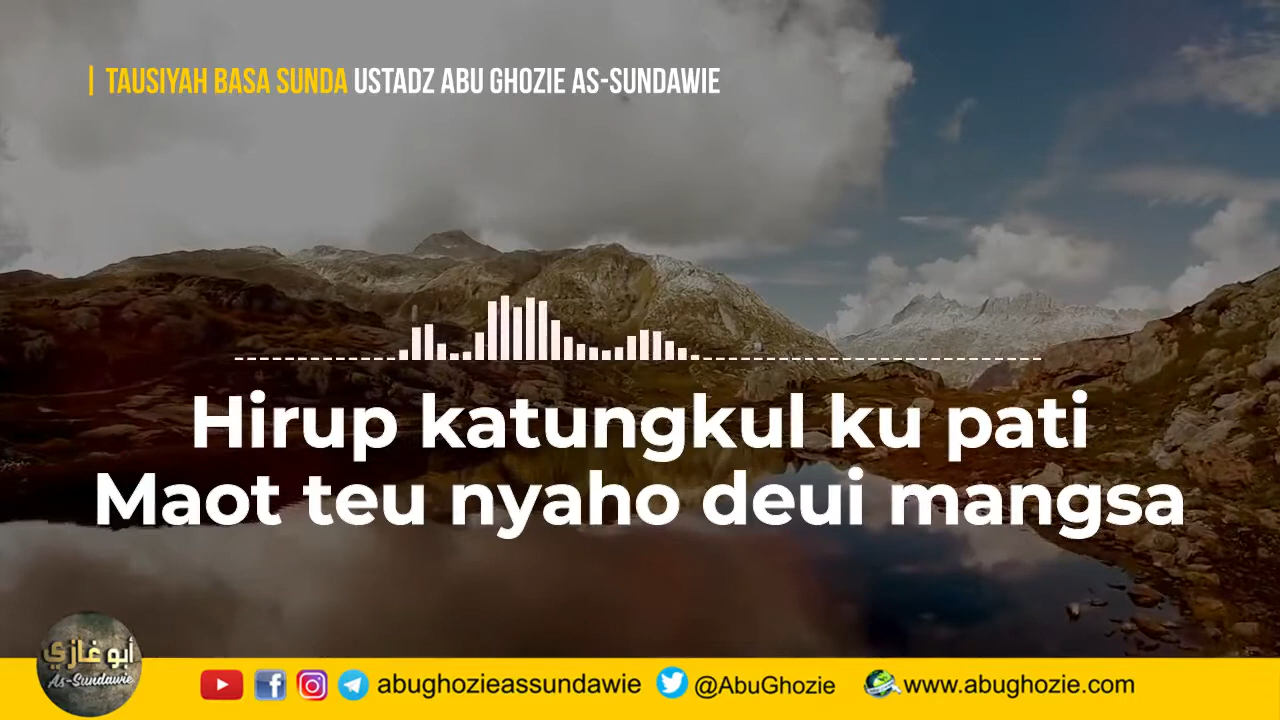 | TAUSIYAH BASA SUNDA USTADZ ABU GHOZIE AS-SUNDAWIE
Hirup katungkul ku pati
Maot teu nyaho deui mangsa
أبو غازي
As-Sundawie
abughozieassundawie @AbuGhozie www.abughozie.com